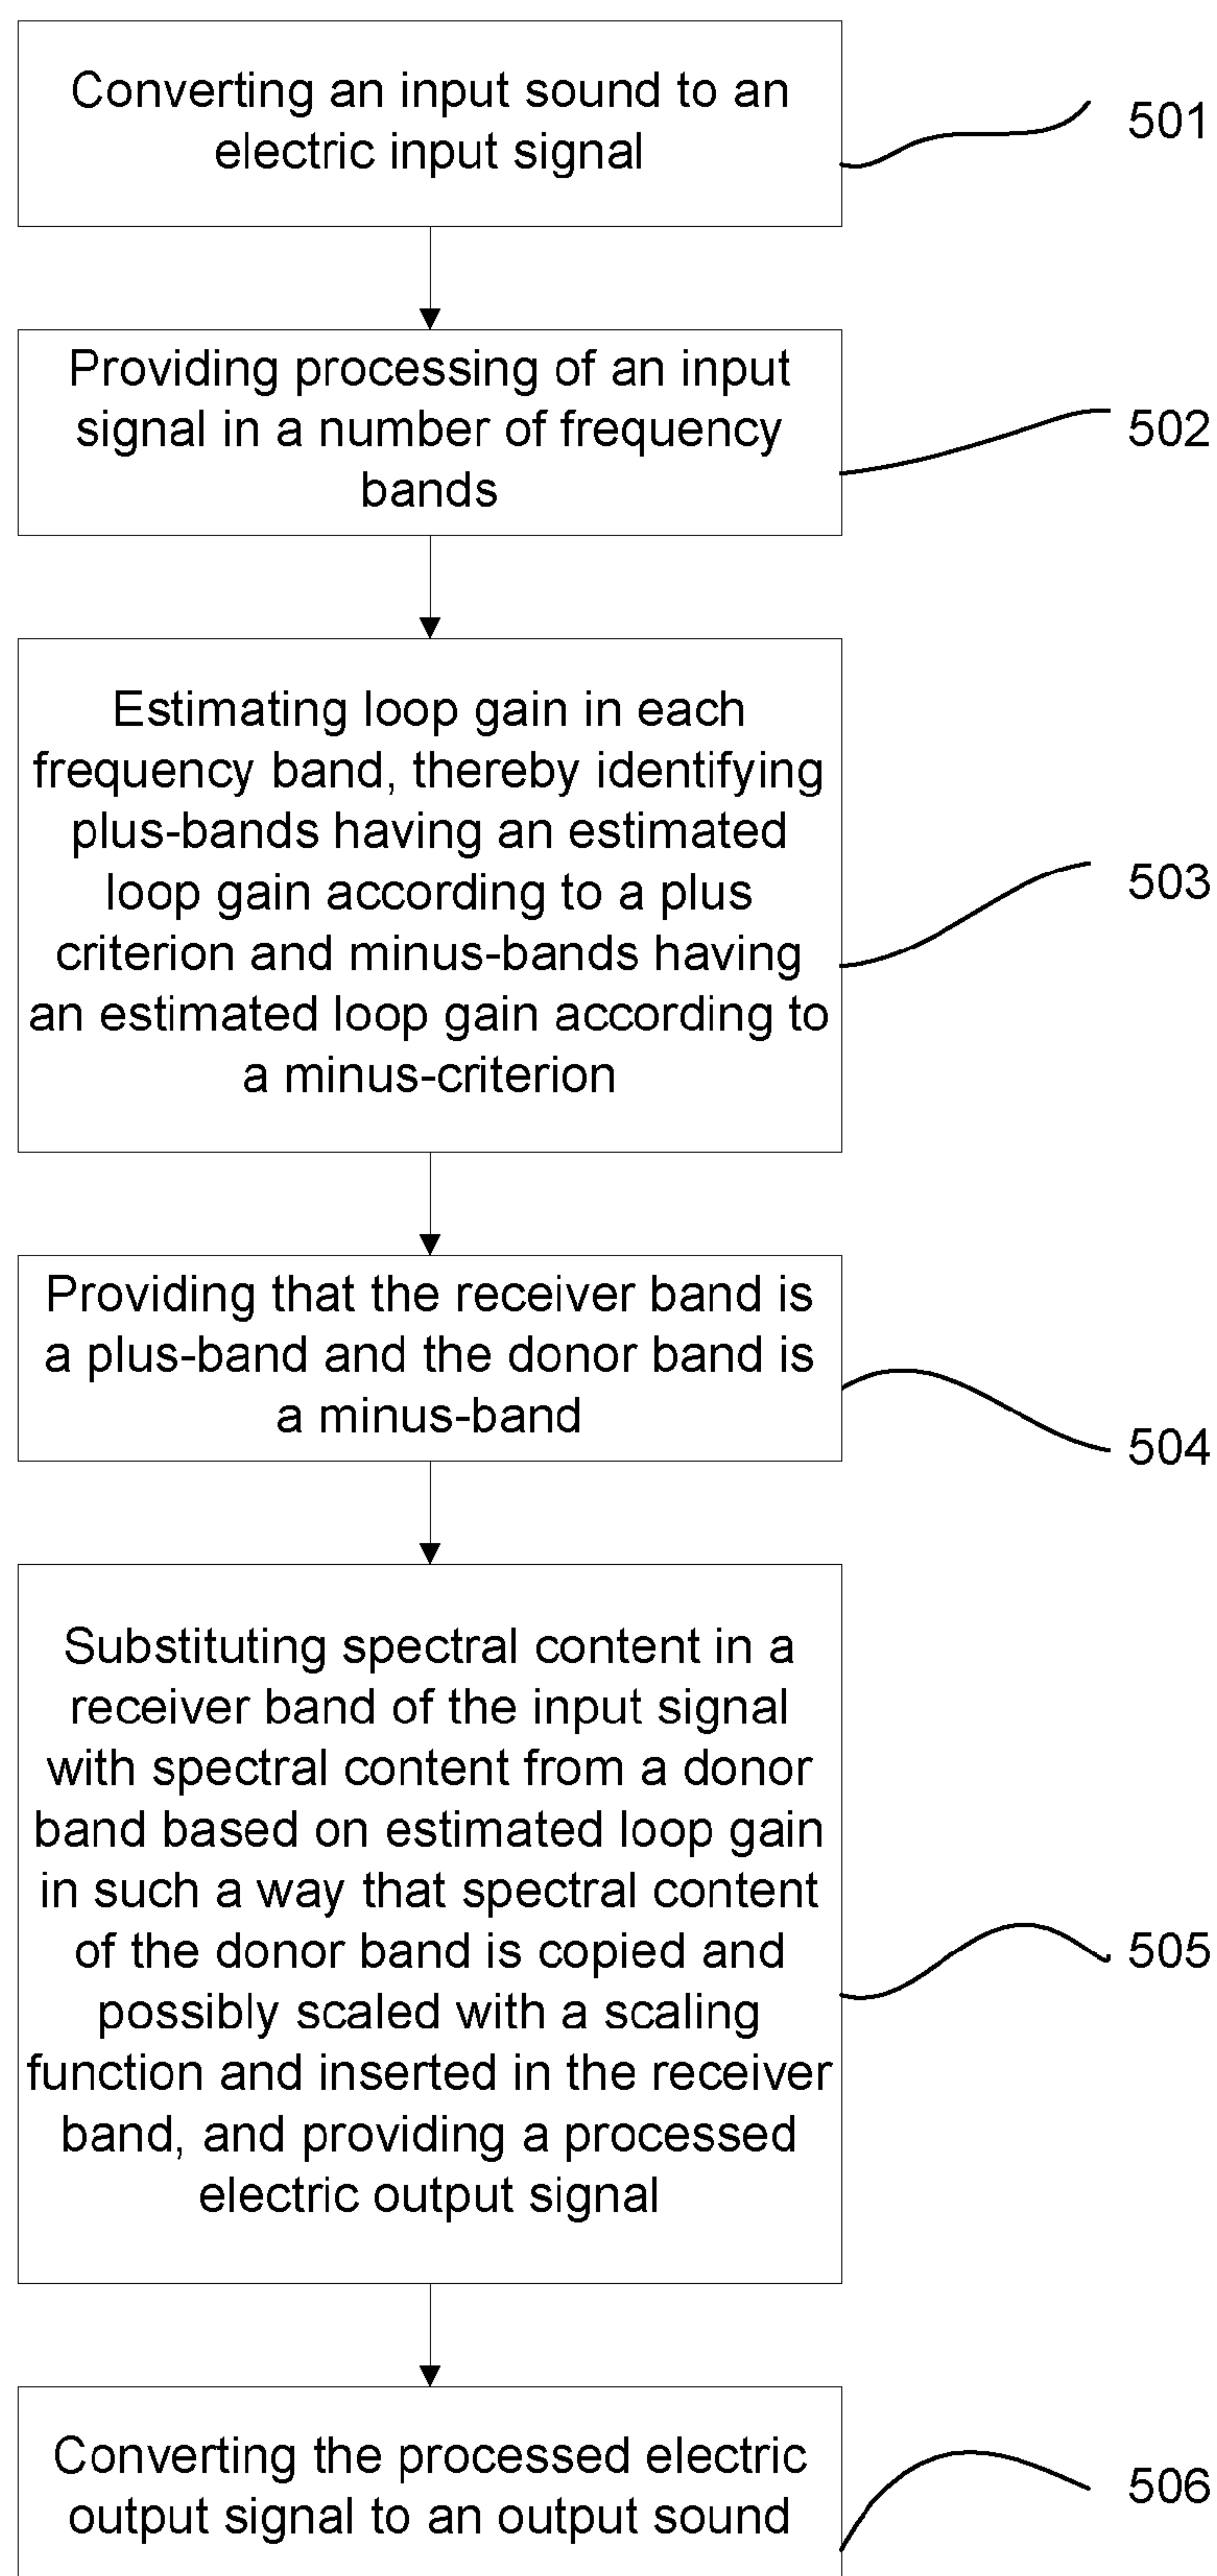 Converting an input sound to an
electric input signal
501
Providing processing of an input
signal in a number of frequency
bands
502
Estimating loop gain in each
frequency band, thereby identifying
plus-bands having an estimated
loop gain according to a plus
criterion and minus-bands having
an estimated loop gain according to
a minus-criterion
503
Providing that the receiver band is
a plus-band and the donor band is
a minus-band
504
Substituting spectral content in a
receiver band of the input signal
with spectral content from a donor
band based on estimated loop gain
in such a way that spectral content
of the donor band is copied and
possibly scaled with a scaling
function and inserted in the receiver
band, and providing a processed
electric output signal
505
Converting the processed electric
output signal to an output sound
506